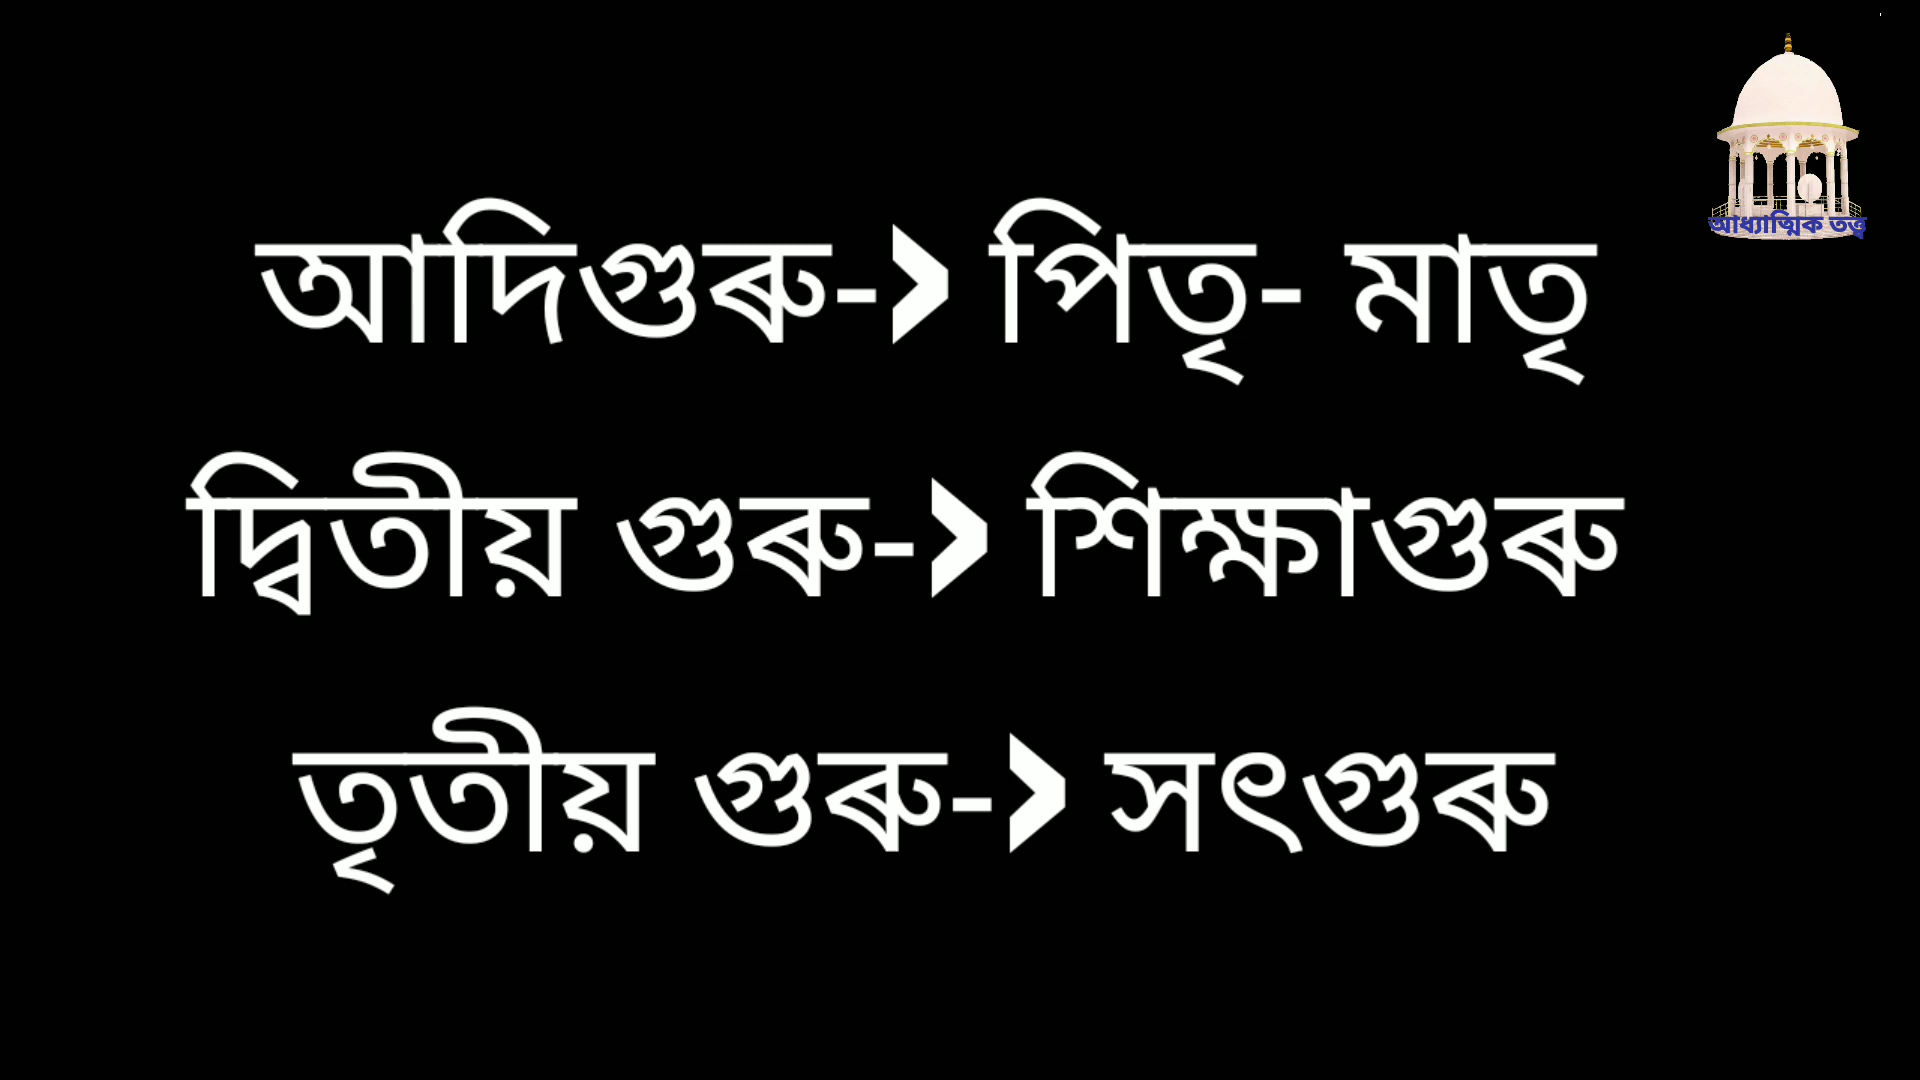 আধ্যাত্মিক তত্ত্ব
আদিগুৰু-> পিতৃ- মাতৃ
দ্বিতীয় গুৰু-> শিক্ষাগুৰু
তৃতীয় গুৰু-> সৎগুৰু